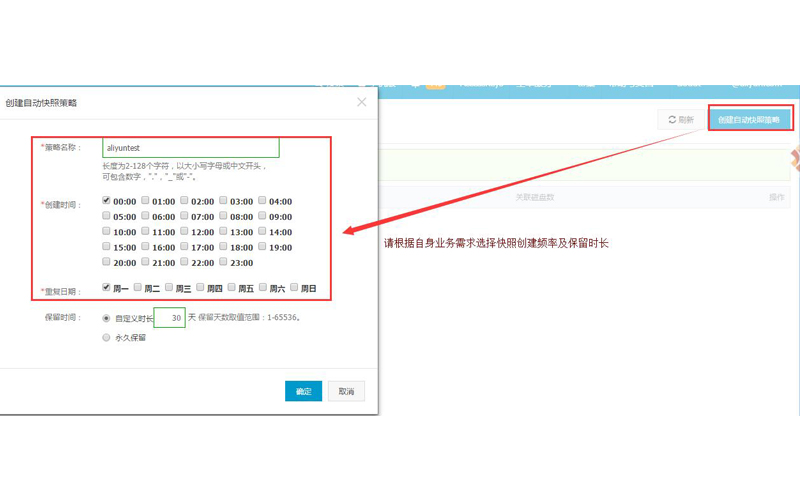 创建自动快照策略
刷新
创建自动快照策略
*策略名称：
aliyuntest
长度为2-128个字符，以大小写字母或中文开头，
可包含数字，"."，"_"或"-"。
关联磁盘数
操作
*创建时间：
00:00 01:00 02:00 03:00 04:00
05:00 06:00 07:00 08:00 09:00
10:00 11:00 12:00 13:00 14:00
15:00 16:00 17:00 18:00 19:00
20:00 21:00 22:00 23:00
请根据自身业务需求选择快照创建频率及保留时长
*重复日期：
周一 周二 周三 周四 周五 周六 周日
保留时间：
自定义时长 30 天 保留天数取值范围：1-65536。
永久保留
确定
取消